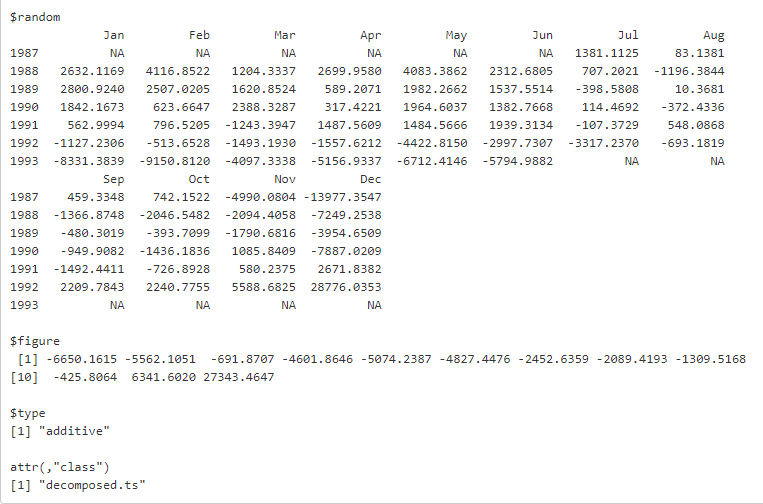 $random
            Jan         Feb         Mar         Apr         May         Jun         Jul         Aug
1987         NA          NA          NA          NA          NA          NA   1381.1125     83.1381
1988  2632.1169   4116.8522   1204.3337   2699.9580   4083.3862   2312.6805    707.2021  -1196.3844
1989  2800.9240   2507.0205   1620.8524    589.2071   1982.2662   1537.5514   -398.5808     10.3681
1990  1842.1673    623.6647   2388.3287    317.4221   1964.6037   1382.7668    114.4692   -372.4336
1991   562.9994    796.5205  -1243.3947   1487.5609   1484.5666   1939.3134   -107.3729    548.0868
1992 -1127.2306   -513.6528  -1493.1930  -1557.6212  -4422.8150  -2997.7307  -3317.2370   -693.1819
1993 -8331.3839  -9150.8120  -4097.3338  -5156.9337  -6712.4146  -5794.9882          NA          NA
            Sep         Oct         Nov         Dec
1987   459.3348    742.1522  -4990.0804 -13977.3547
1988 -1366.8748  -2046.5482  -2094.4058  -7249.2538
1989  -480.3019   -393.7099  -1790.6816  -3954.6509
1990  -949.9082  -1436.1836   1085.8409  -7887.0209
1991 -1492.4411   -726.8928    580.2375   2671.8382
1992  2209.7843   2240.7755   5588.6825  28776.0353
1993         NA          NA          NA          NA
$figure
 [1] -6650.1615 -5562.1051  -691.8707 -4601.8646 -5074.2387 -4827.4476 -2452.6359 -2089.4193 -1309.5168
[10]  -425.8064  6341.6020 27343.4647
$type
[1] "additive"
attr(,"class")
[1] "decomposed.ts"